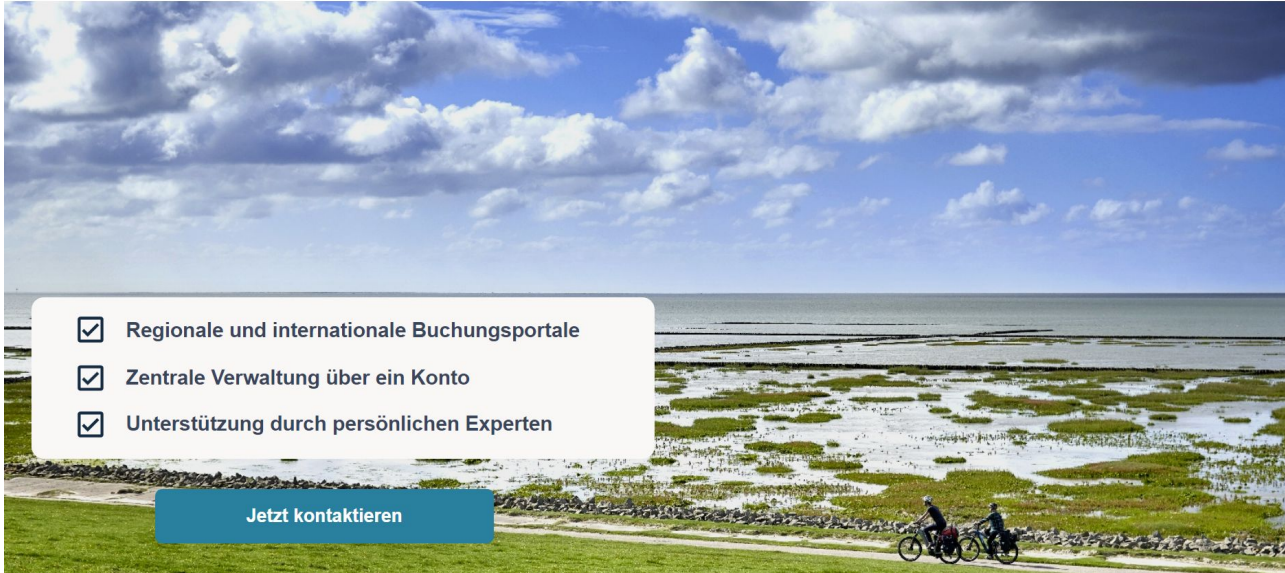 Regionale und internationale Buchungsportale
Zentrale Verwaltung über ein Konto
Unterstützung durch persönlichen Experten
Jetzt kontaktieren